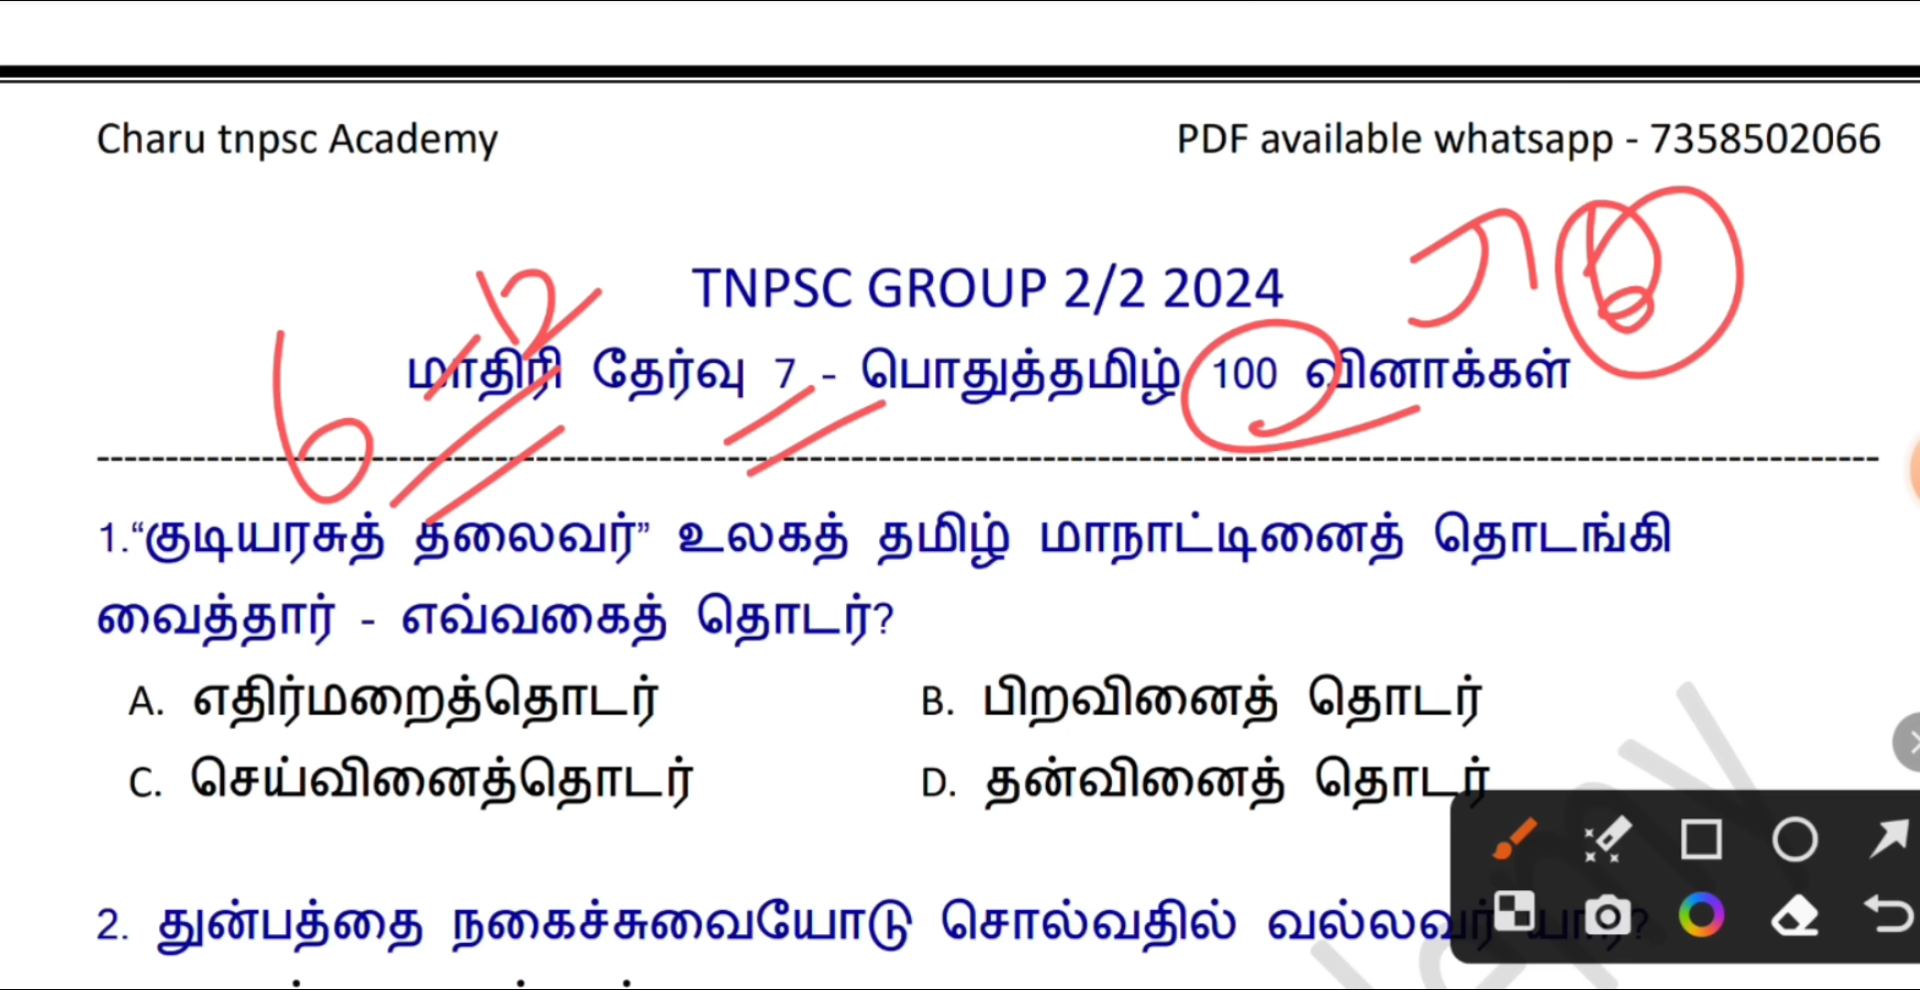 Charu tnpsc Academy PDF available whatsapp - 7358502066
TNPSC GROUP 2/2 2024
மாதிரி தேர்வு 7 - பொதுத்தமிழ் 100 வினாக்கள்
1.“குடியரசுத் தலைவர்” உலகத் தமிழ் மாநாட்டினைத் தொடங்கி
வைத்தார் - எவ்வகைத் தொடர்?
A. எதிர்மறைத்தொடர் B. பிறவினைத் தொடர்
C. செய்வினைத்தொடர் D. தன்வினைத் தொடர்
2. துன்பத்தை நகைச்சுவையோடு சொல்வதில் வல்லவர் யார்?